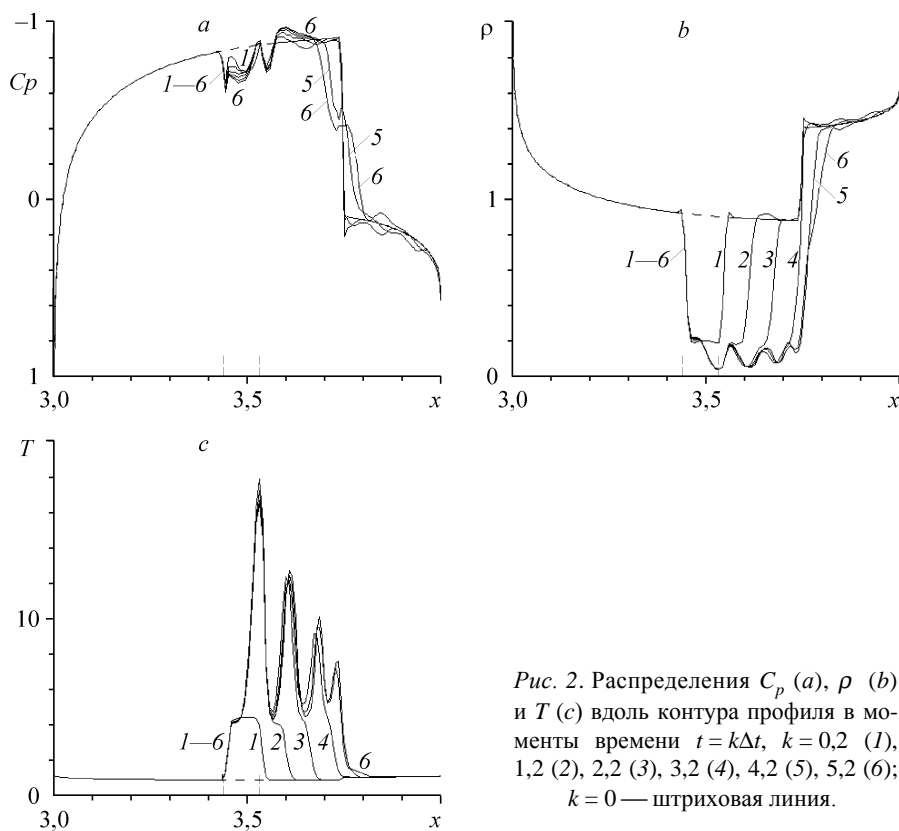 –1
a
6
1
Cp
1—6
6
5
6
5
0
6
1
3,0
3,5
x
ρ
b
6
1
5
1—6
1
2
3
4
0
3,0
3,5
x
T
c
10
1—6
1
2
3
4
6
0
3,0
3,5
x
Рис. 2. Распределения Cp (a), ρ (b)
и T (c) вдоль контура профиля в мо-
менты времени t = kΔt, k = 0,2 (1),
1,2 (2), 2,2 (3), 3,2 (4), 4,2 (5), 5,2 (6);
k = 0 — штриховая линия.